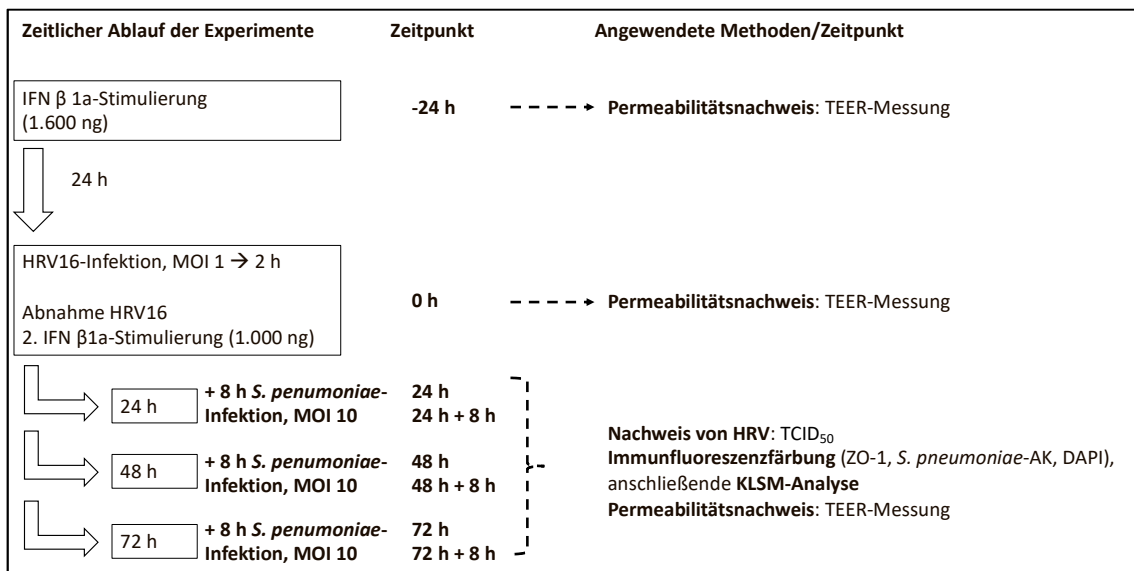 Zeitlicher Ablauf der Experimente Zeitpunkt Angewendete Methoden/Zeitpunkt
IFN β 1a-Stimulierung
(1.600 ng)
-24 h Permeabilitätsnachweis: TEER-Messung
24 h
HRV16-Infektion, MOI 1 → 2 h
Abnahme HRV16
2. IFN β1a-Stimulierung (1.000 ng)
0 h Permeabilitätsnachweis: TEER-Messung
24 h
+ 8 h S. penumoniae-
Infektion, MOI 10
24 h
24 h + 8 h
48 h
+ 8 h S. penumoniae-
Infektion, MOI 10
48 h
48 h + 8 h
72 h
+ 8 h S. penumoniae-
Infektion, MOI 10
72 h
72 h + 8 h
Nachweis von HRV: TCID₅₀
Immunfluoreszenzfärbung (ZO-1, S. pneumoniae-AK, DAPI),
anschließende KLSM-Analyse
Permeabilitätsnachweis: TEER-Messung